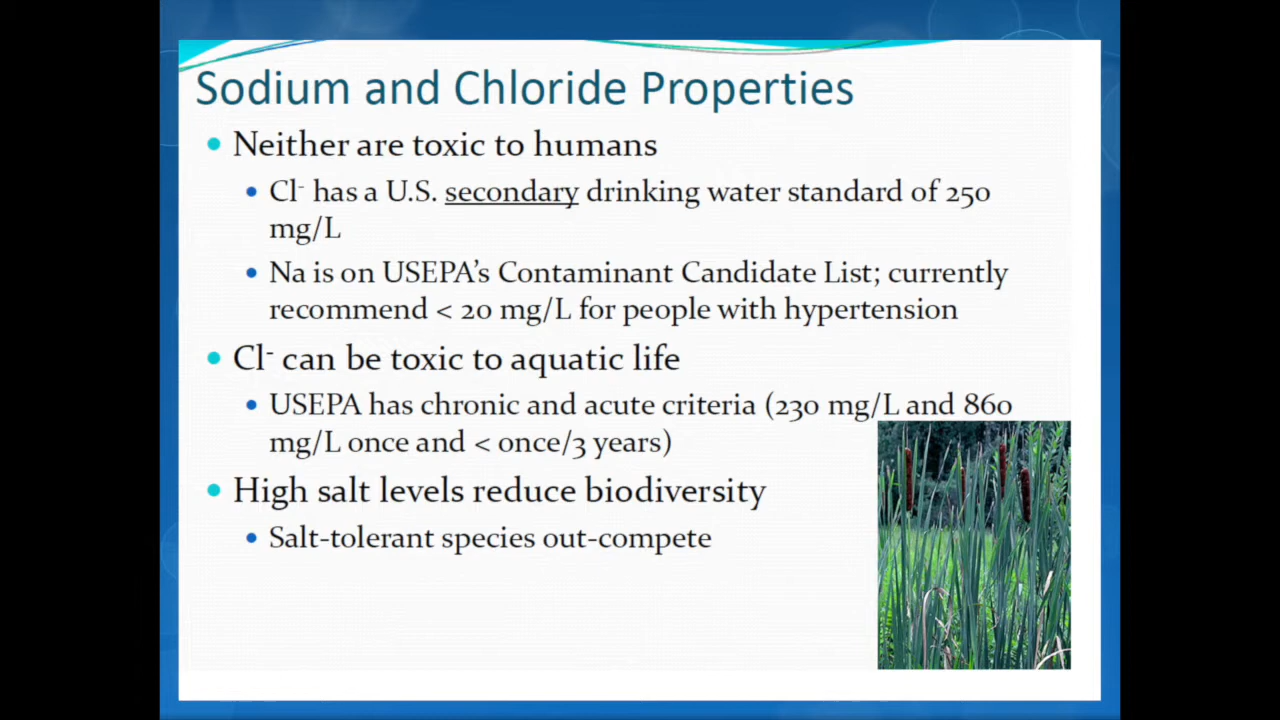 Sodium and Chloride Properties
• Neither are toxic to humans
• Cl⁻ has a U.S. secondary drinking water standard of 250
mg/L
• Na is on USEPA’s Contaminant Candidate List; currently
recommend < 20 mg/L for people with hypertension
• Cl⁻ can be toxic to aquatic life
• USEPA has chronic and acute criteria (230 mg/L and 860
mg/L once and < once/3 years)
• High salt levels reduce biodiversity
• Salt-tolerant species out-compete